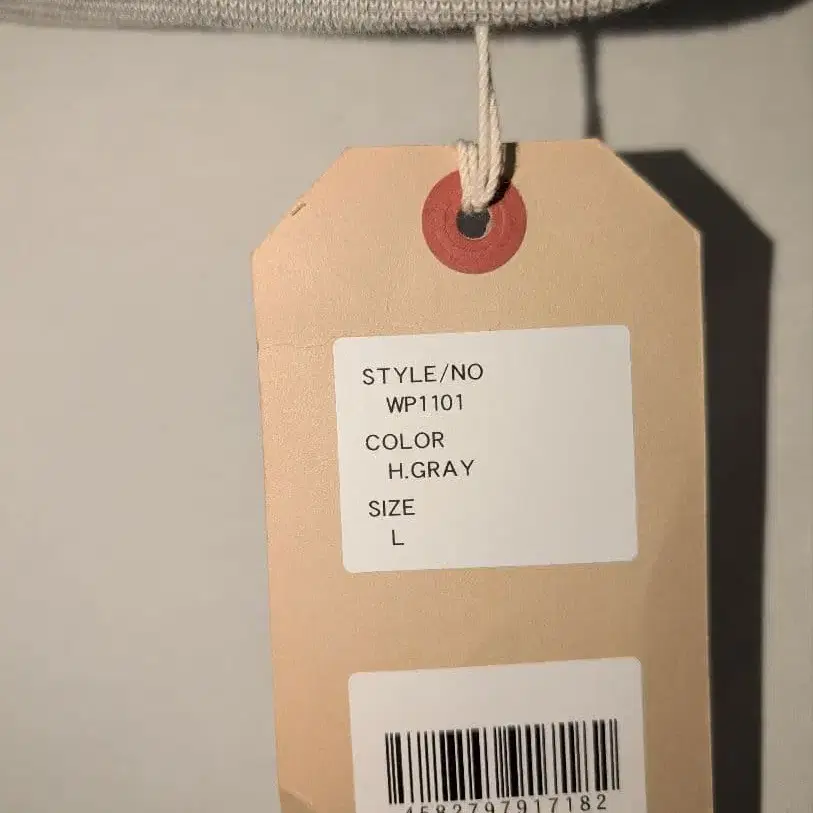 STYLE/NO
WP1101
COLOR
H.GRAY
SIZE
L
4582797917182